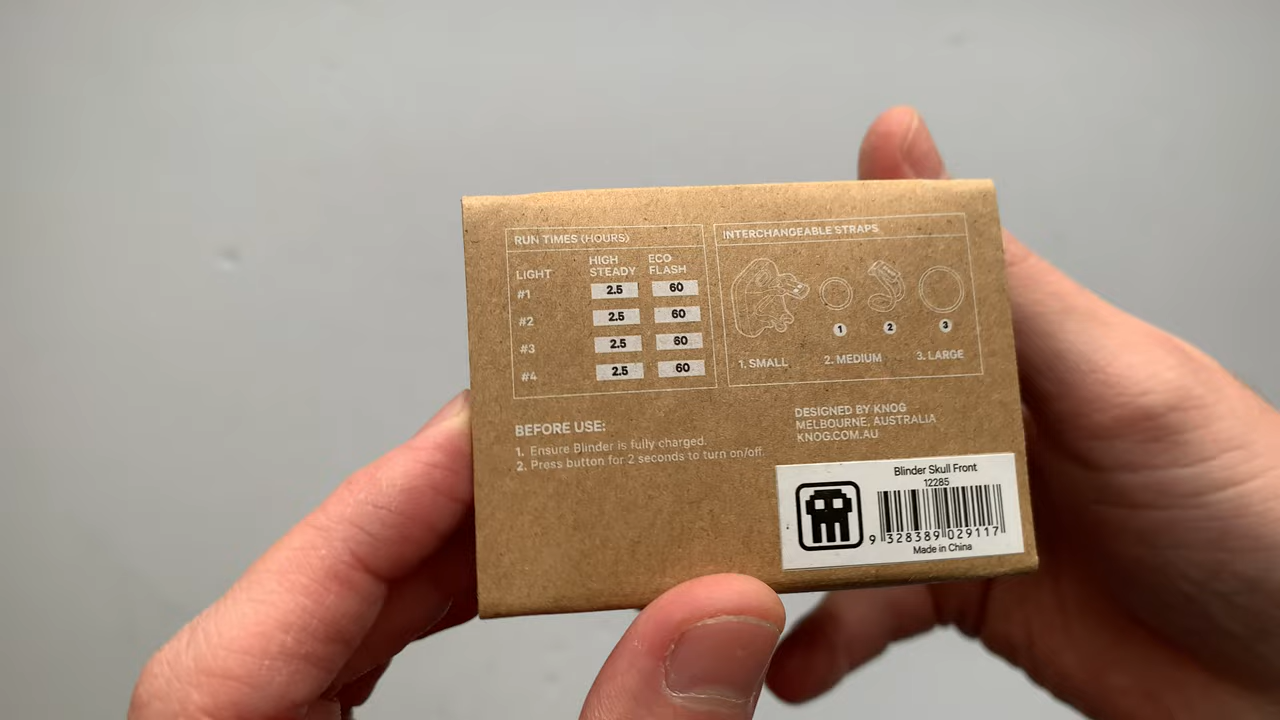 RUN TIMES (HOURS)
LIGHT HIGH STEADY ECO FLASH
#1 2.5 60
#2 2.5 60
#3 2.5 60
#4 2.5 60
INTERCHANGEABLE STRAPS
1 2 3
1. SMALL 2. MEDIUM 3. LARGE
BEFORE USE:
1. Ensure Blinder is fully charged.
2. Press button for 2 seconds to turn on/off.
DESIGNED BY KNOG
MELBOURNE, AUSTRALIA
KNOG.COM.AU
Blinder Skull Front
12285
9 328389 029117
Made in China